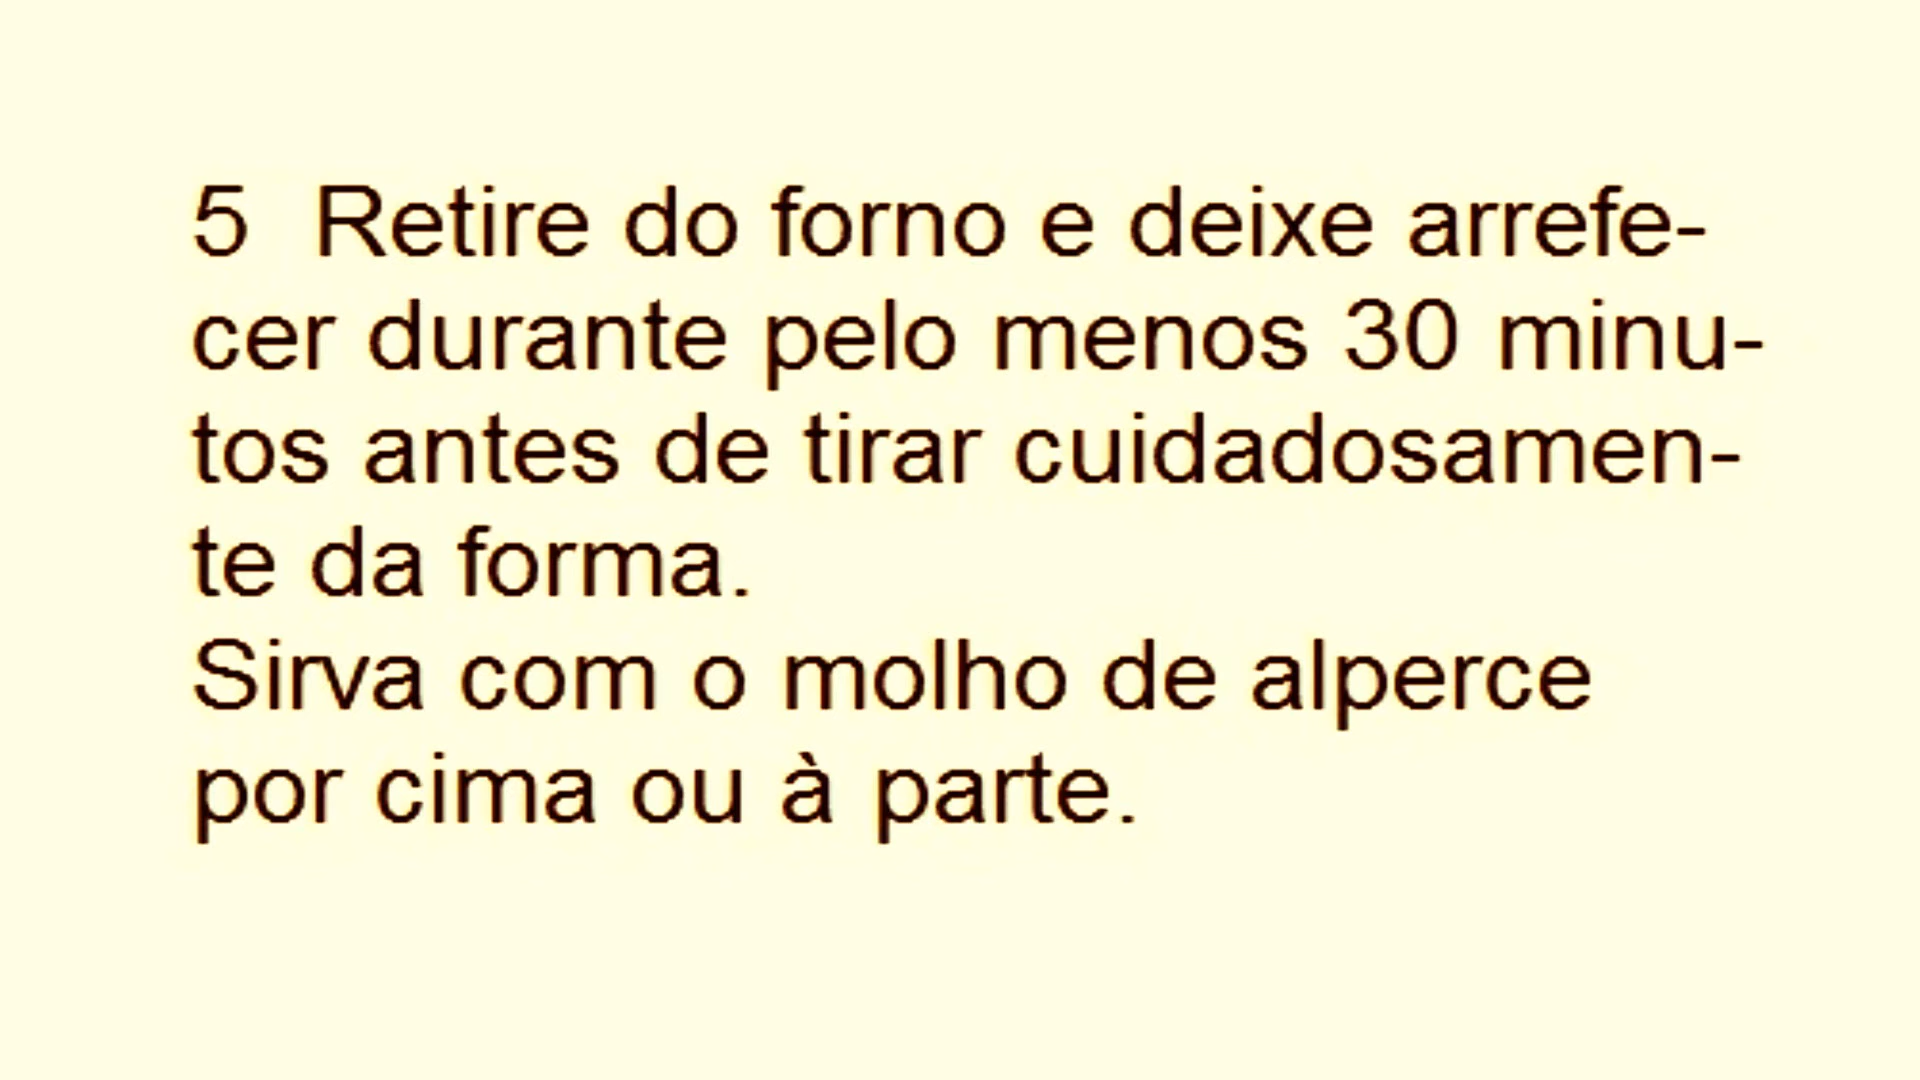 5 Retire do forno e deixe arrefe-
cer durante pelo menos 30 minu-
tos antes de tirar cuidadosamen-
te da forma.
Sirva com o molho de alperce
por cima ou à parte.